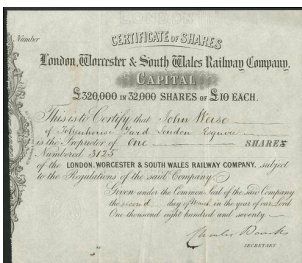 Number
CERTIFICATE OF SHARES
London, Worcester & South Wales Railway Company,
CAPITAL
£320,000 IN 32,000 SHARES OF £10 EACH.
This is to Certify that John
of Yard London Esquire
is the Proprietor of One SHARE
Numbered 3125
of the LONDON, WORCESTER & SOUTH WALES RAILWAY COMPANY, subject
to the Regulations of the said Company.
Given under the Common Seal of the said Company
the second day of in the year of our Lord
One thousand eight hundred and seventy
Charles
SECRETARY